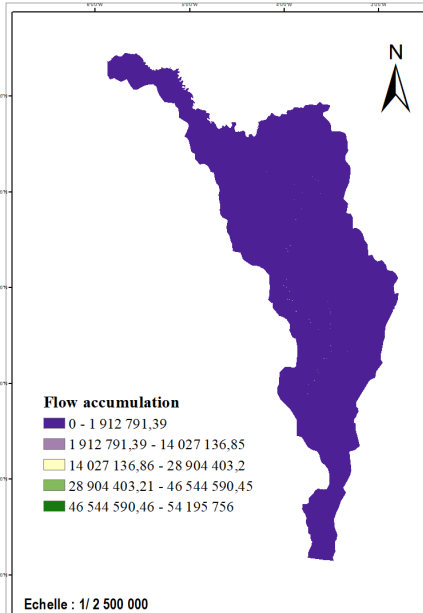 N
Flow accumulation
0 - 1 912 791,39
1 912 791,39 - 14 027 136,85
14 027 136,86 - 28 904 403,2
28 904 403,21 - 46 544 590,45
46 544 590,46 - 54 195 756
Echelle : 1/ 2 500 000